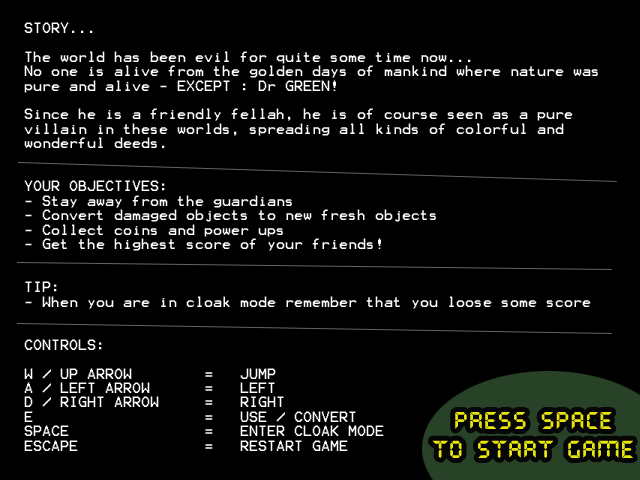 STORY...
The world has been evil for quite some time now...
No one is alive from the golden days of mankind where nature was
pure and alive - EXCEPT : Dr GREEN!
Since he is a friendly fellah, he is of course seen as a pure
villain in these worlds, spreading all kinds of colorful and
wonderful deeds.
YOUR OBJECTIVES:
- Stay away from the guardians
- Convert damaged objects to new fresh objects
- Collect coins and power ups
- Get the highest score of your friends!
TIP:
- When you are in cloak mode remember that you loose some score
CONTROLS:
W / UP ARROW = JUMP
A / LEFT ARROW = LEFT
D / RIGHT ARROW = RIGHT
E = USE / CONVERT
SPACE = ENTER CLOAK MODE
ESCAPE = RESTART GAME
PRESS SPACE
TO START GAME